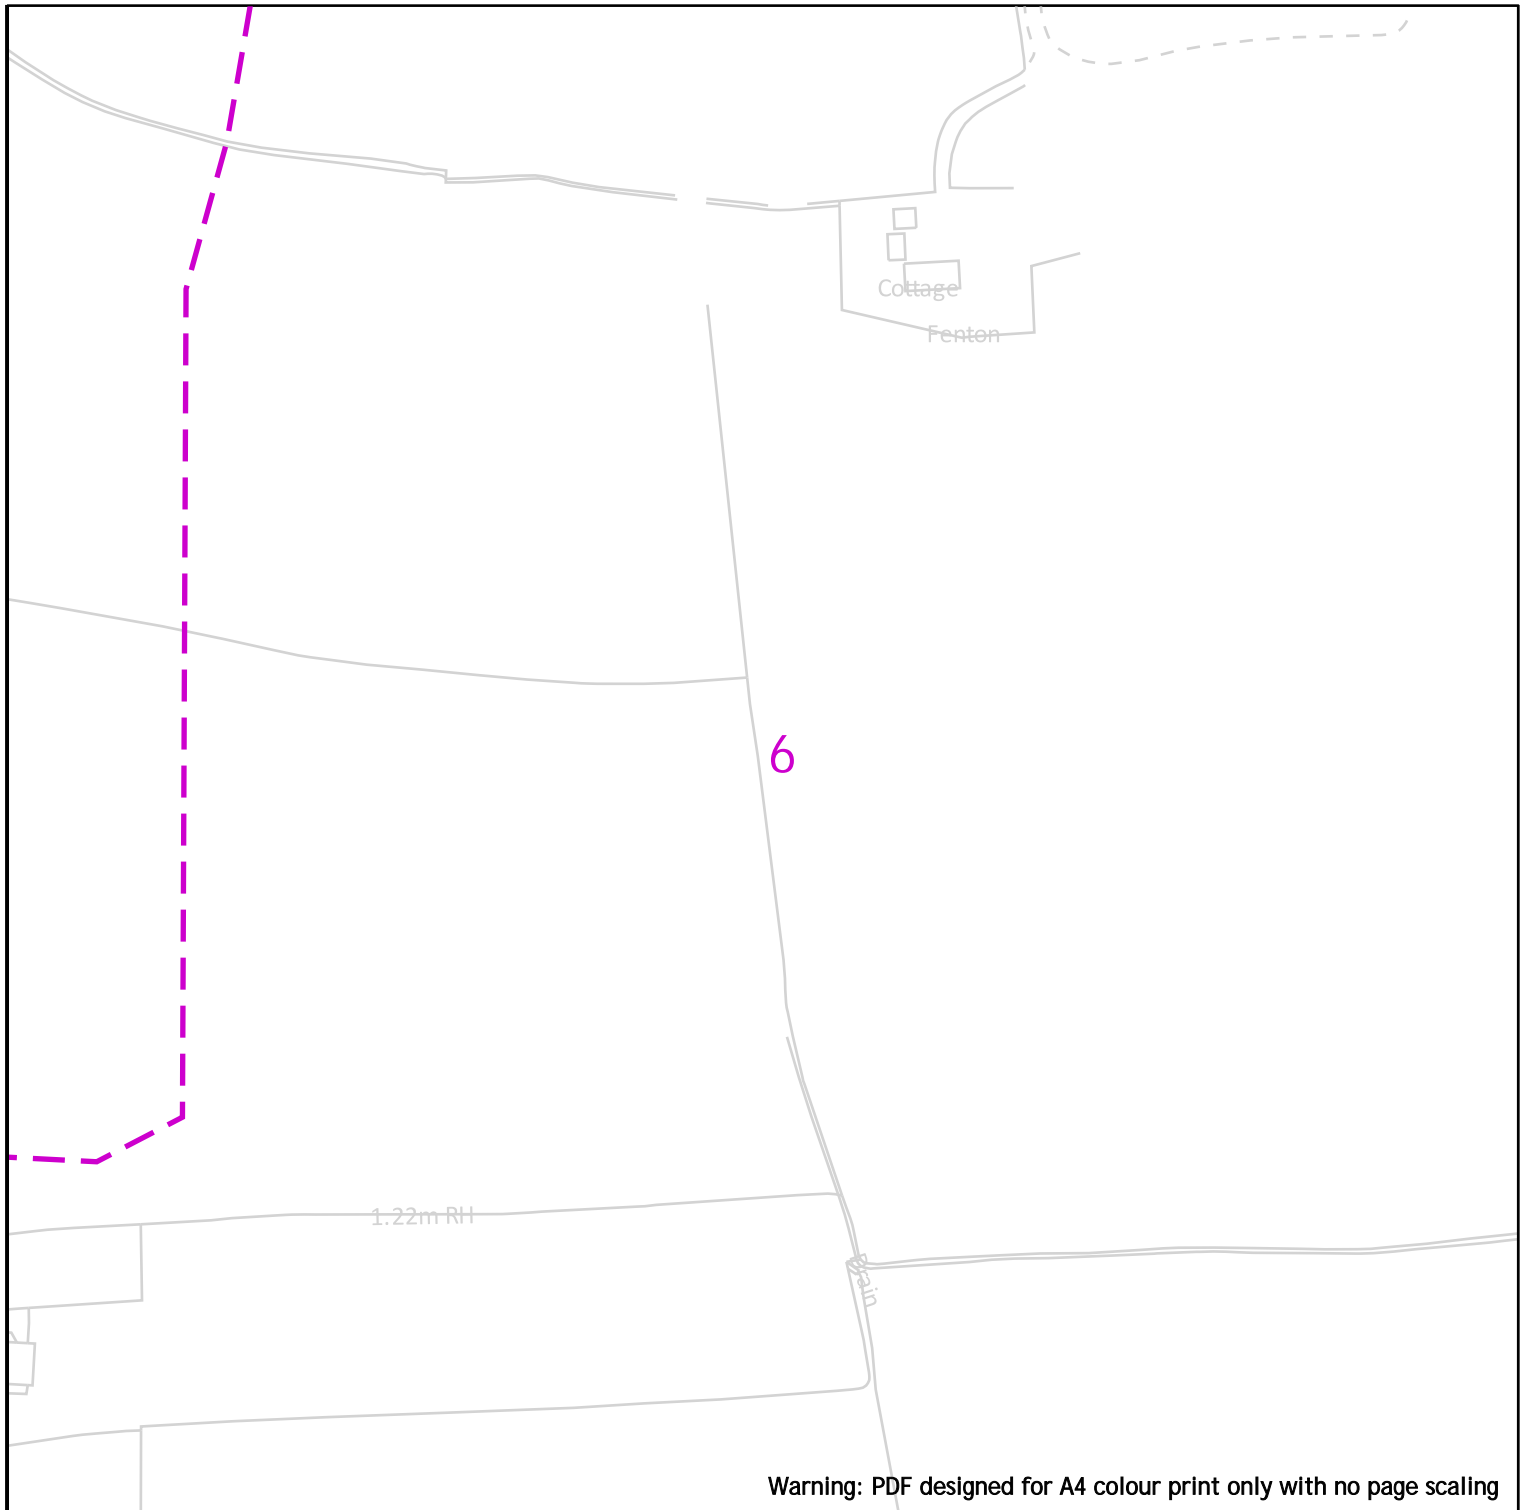 Cottage
Fenton
6
1.22m RH
Drain
Warning: PDF designed for A4 colour print only with no page scaling